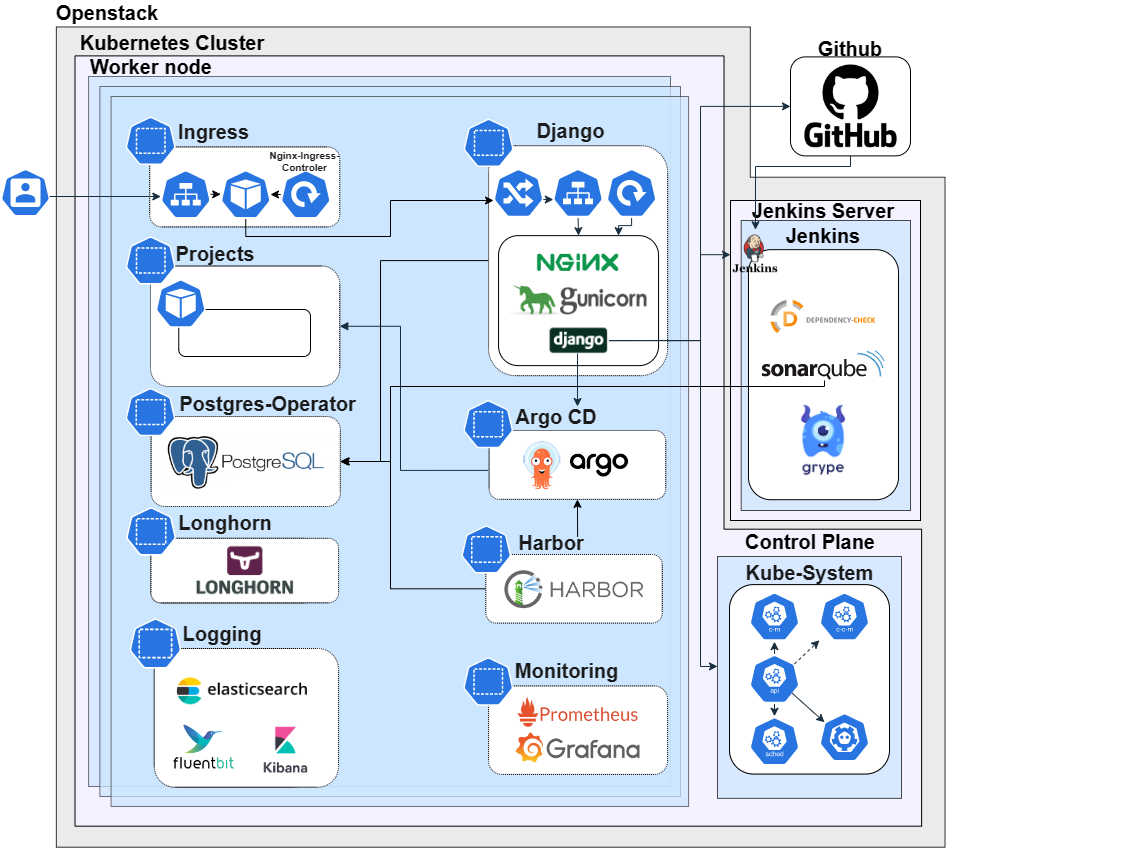 Openstack
Kubernetes Cluster
Worker node
Github
GitHub
Ingress
Nginx-Ingress-
Controler
Django
NGINX
gunicorn
django
Projects
Jenkins Server
Jenkins
Jenkins
DEPENDENCY-CHECK
sonarqube
grype
Postgres-Operator
PostgreSQL
Argo CD
argo
Longhorn
LONGHORN
Harbor
HARBOR
Control Plane
Kube-System
c-m
c-c-m
api
sched
Logging
elasticsearch
fluentbit
Kibana
Monitoring
Prometheus
Grafana